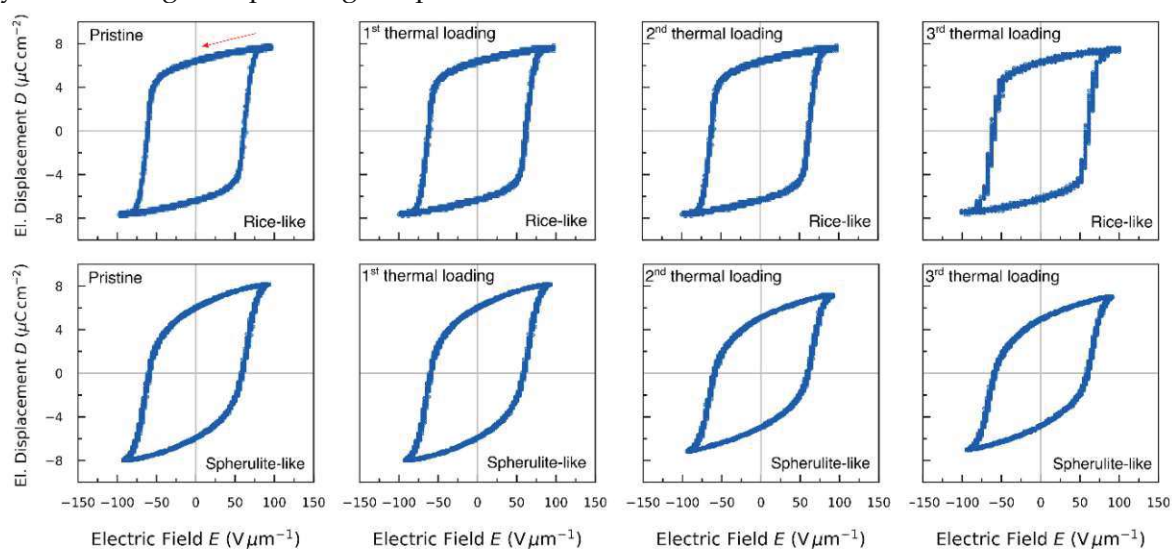 Pristine
1st thermal loading
2nd thermal loading
3rd thermal loading
El. Displacement D (μC cm−2)
8
4
0
−4
−8
Rice-like
Rice-like
Rice-like
Rice-like
Pristine
1st thermal loading
2nd thermal loading
3rd thermal loading
El. Displacement D (μC cm−2)
8
4
0
−4
−8
Spherulite-like
Spherulite-like
Spherulite-like
Spherulite-like
−150 −100 −50 0 50 100 150
−150 −100 −50 0 50 100 150
−150 −100 −50 0 50 100 150
−150 −100 −50 0 50 100 150
Electric Field E (V μm−1)
Electric Field E (V μm−1)
Electric Field E (V μm−1)
Electric Field E (V μm−1)